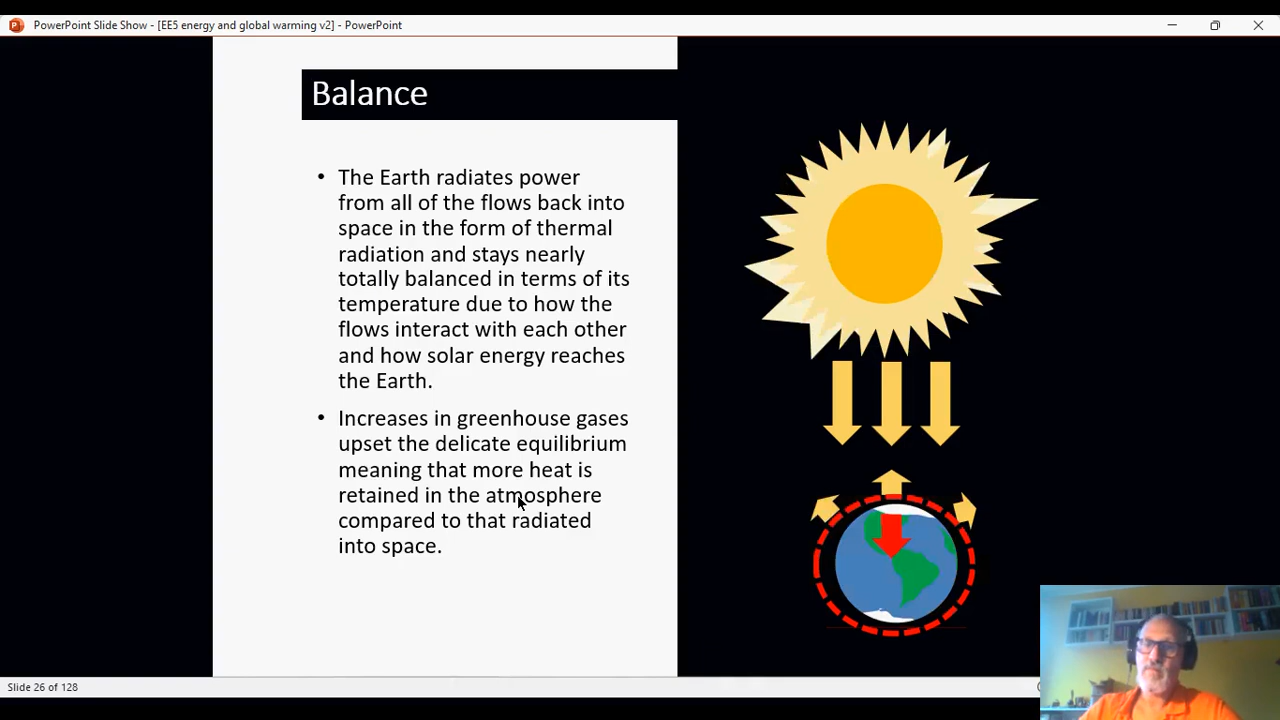 PowerPoint Slide Show - [EE5 energy and global warming v2] - PowerPoint
Balance
• The Earth radiates power
from all of the flows back into
space in the form of thermal
radiation and stays nearly
totally balanced in terms of its
temperature due to how the
flows interact with each other
and how solar energy reaches
the Earth.
• Increases in greenhouse gases
upset the delicate equilibrium
meaning that more heat is
retained in the atmosphere
compared to that radiated
into space.
Slide 26 of 128